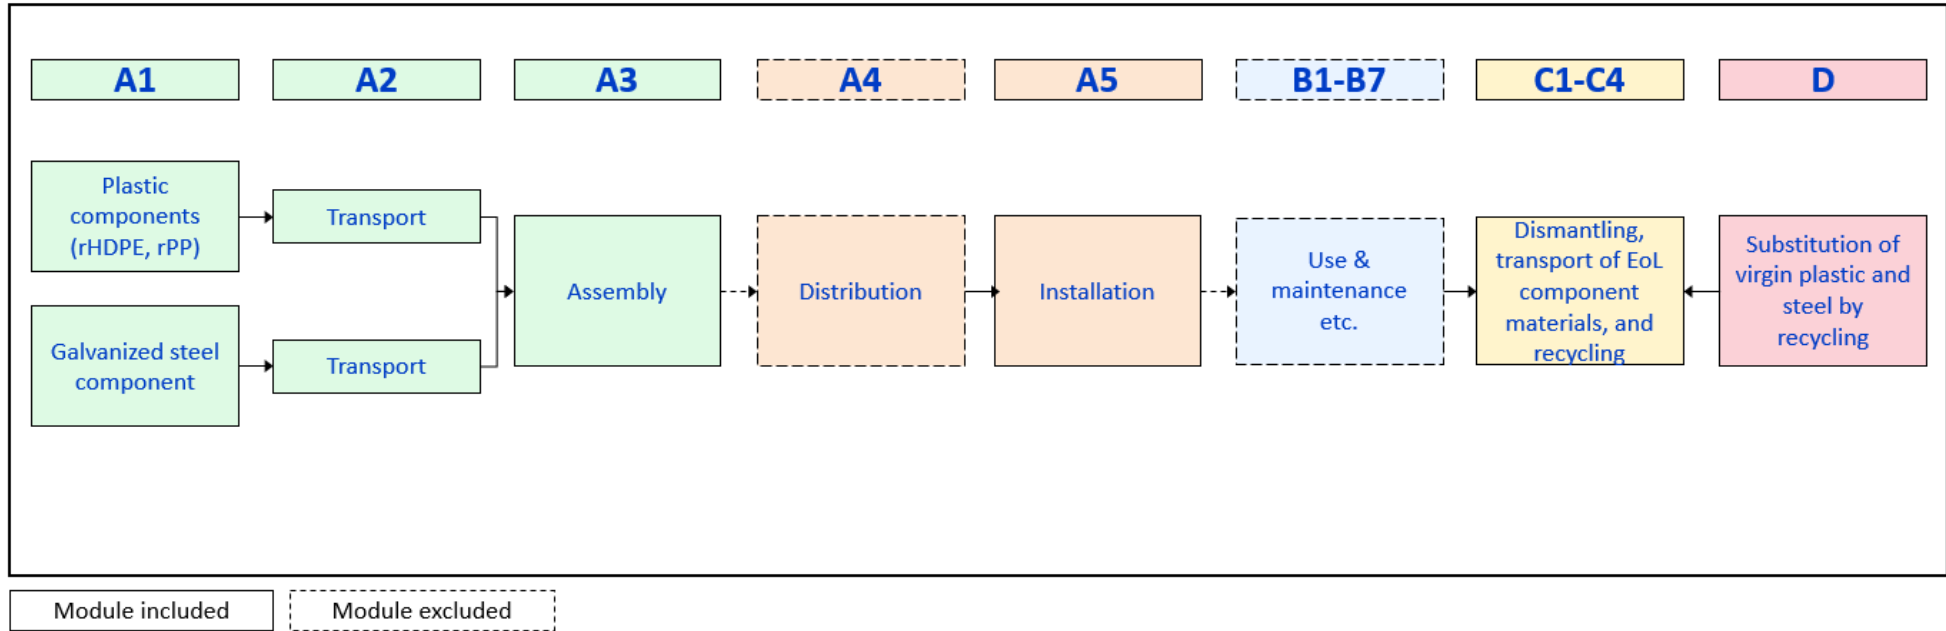 A1
A2
A3
A4
A5
B1-B7
C1-C4
D
Plastic
components
(rHDPE, rPP)
Transport
Galvanized steel
component
Transport
Assembly
Distribution
Installation
Use &
maintenance
etc.
Dismantling,
transport of EoL
component
materials, and
recycling
Substitution of
virgin plastic and
steel by
recycling
Module included
Module excluded